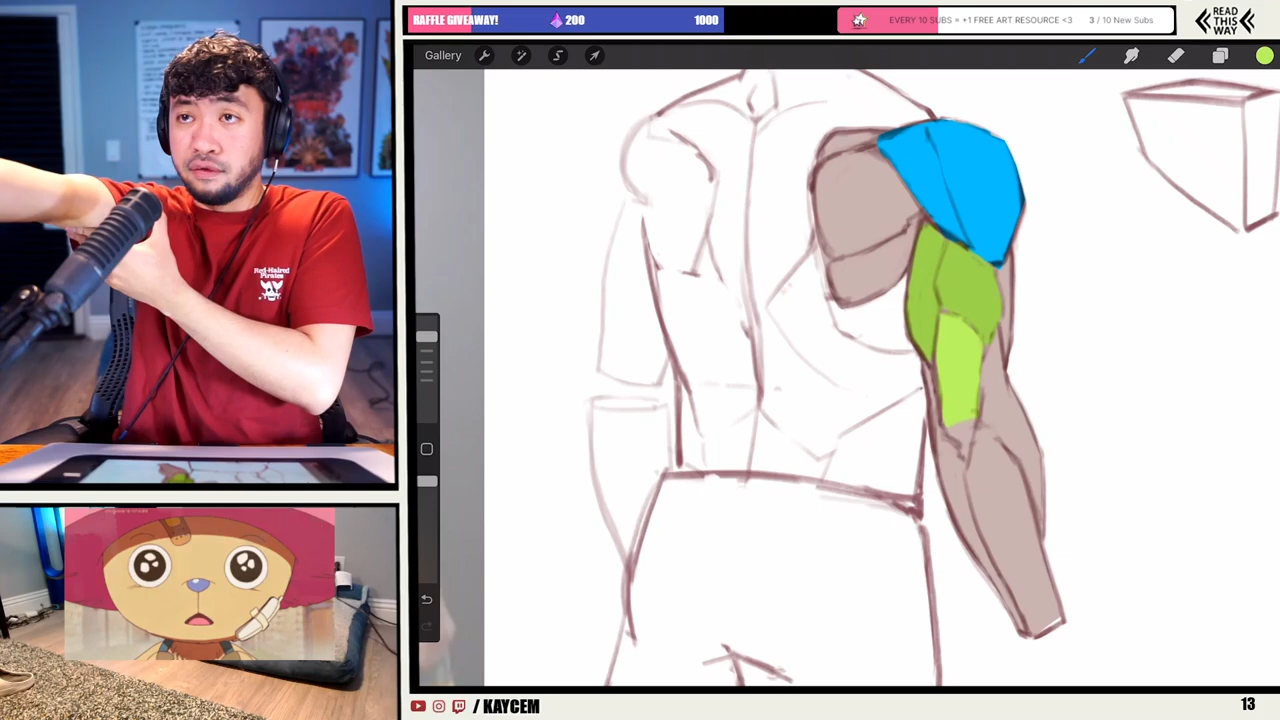 RAFFLE GIVEAWAY! 200 1000
EVERY 10 SUBS = +1 FREE ART RESOURCE <3 3 / 10 New Subs
READ
THIS
WAY
Gallery
Red-Haired
Pirates
/ KAYCEM
13